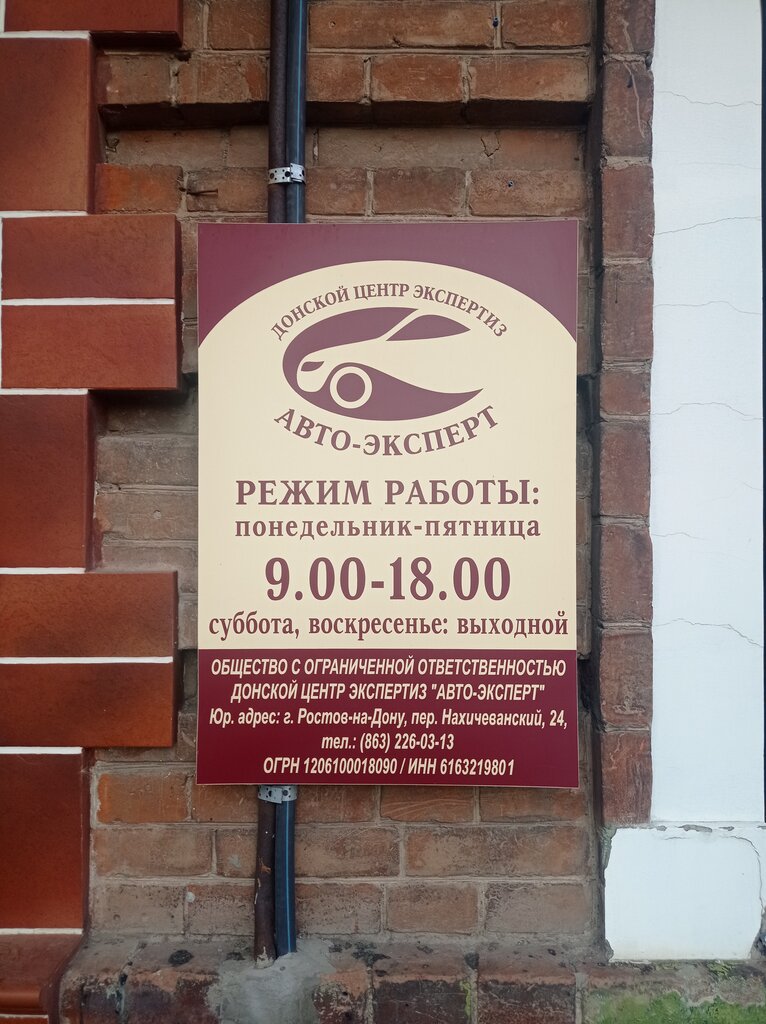 ДОНСКОЙ ЦЕНТР ЭКСПЕРТИЗ
АВТО-ЭКСПЕРТ
РЕЖИМ РАБОТЫ:
понедельник-пятница
9.00-18.00
суббота, воскресенье: выходной
ОБЩЕСТВО С ОГРАНИЧЕННОЙ ОТВЕТСТВЕННОСТЬЮ
ДОНСКОЙ ЦЕНТР ЭКСПЕРТИЗ "АВТО-ЭКСПЕРТ"
Юр. адрес: г. Ростов-на-Дону, пер. Нахичеванский, 24,
тел.: (863) 226-03-13
ОГРН 1206100018090 / ИНН 6163219801